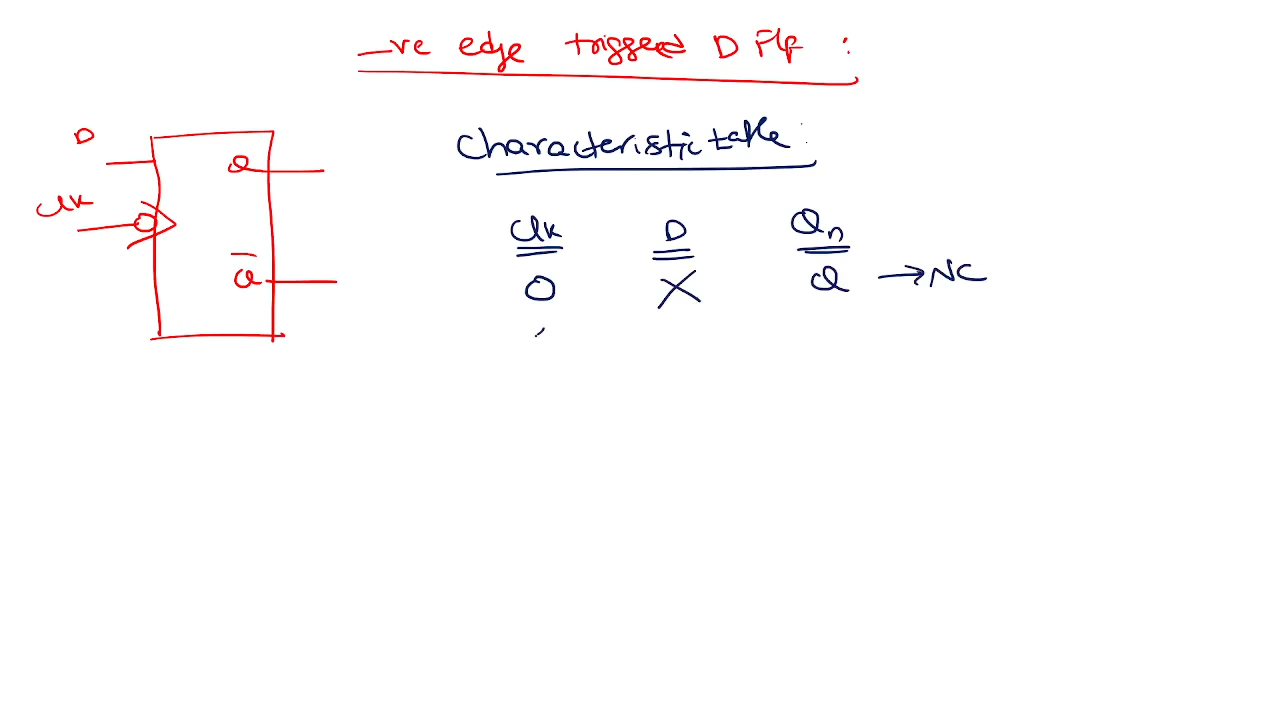 -ve edge triggered D F/f :
Characteristic table :
D
Clk
Q
Q̅
Clk D Qn
0 X Q → NC